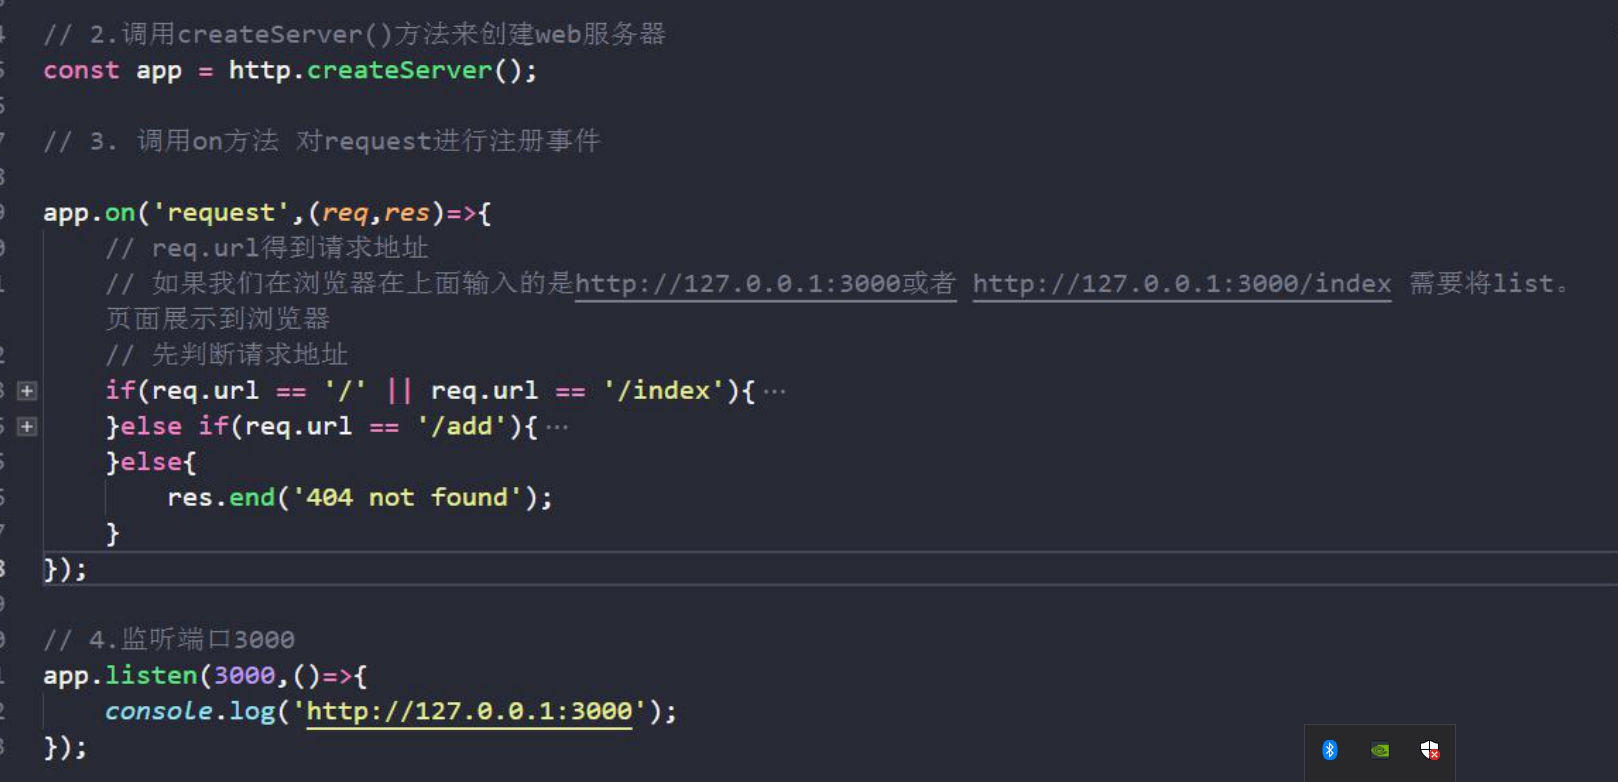 // 2.调用createServer()方法来创建web服务器
const app = http.createServer();
// 3. 调用on方法 对request进行注册事件
app.on('request',(req,res)=>{
// req.url得到请求地址
// 如果我们在浏览器在上面输入的是http://127.0.0.1:3000或者 http://127.0.0.1:3000/index 需要将list。
页面展示到浏览器
// 先判断请求地址
if(req.url == '/' || req.url == '/index'){ ···
}else if(req.url == '/add'){ ···
}else{
res.end('404 not found');
}
});
// 4.监听端口3000
app.listen(3000,()=>{
console.log('http://127.0.0.1:3000');
});